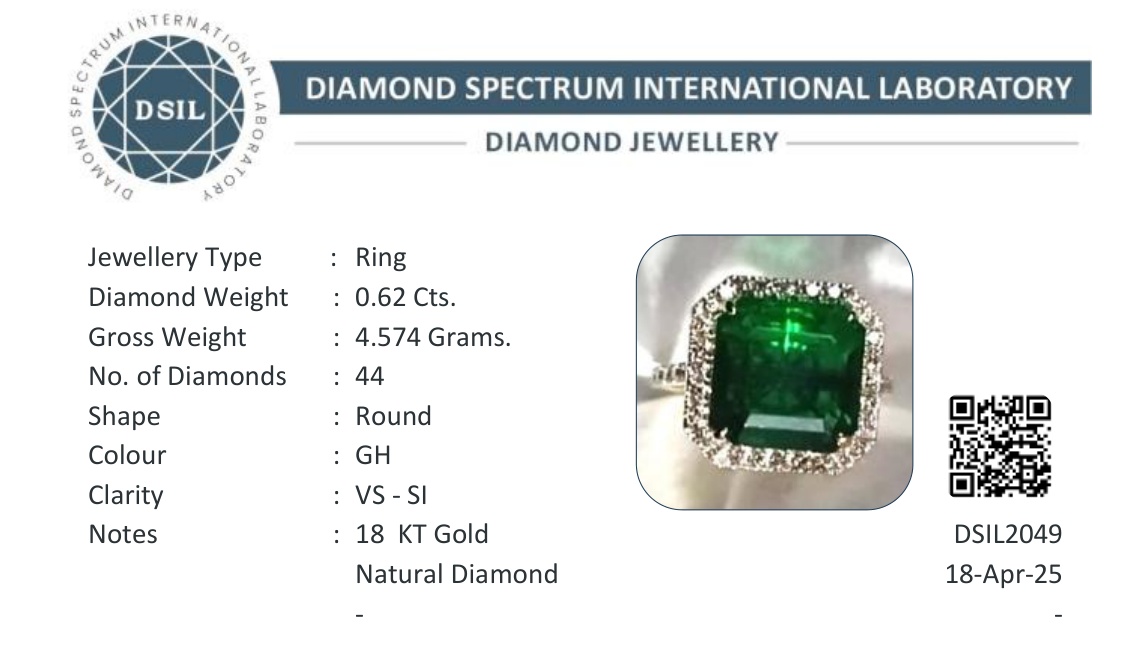 DIAMOND SPECTRUM INTERNATIONAL LABORATORY
DSIL
DIAMOND SPECTRUM INTERNATIONAL LABORATORY
DIAMOND JEWELLERY
Jewellery Type : Ring
Diamond Weight : 0.62 Cts.
Gross Weight : 4.574 Grams.
No. of Diamonds : 44
Shape : Round
Colour : GH
Clarity : VS - SI
Notes : 18 KT Gold
Natural Diamond
-
DSIL2049
18-Apr-25
-